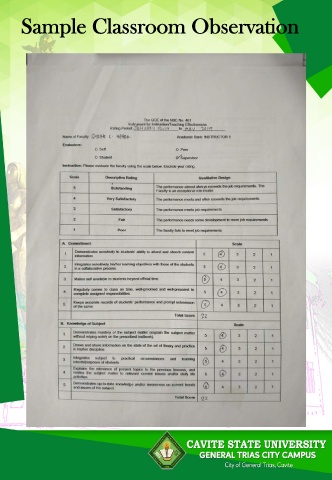 Sample Classroom Observation
The QCE of the NBC No. 461
Instrument for Instruction/Teaching Effectiveness
Rating Period: to
Name of Faculty: Academic Rank: INSTRUCTOR I
Evaluators:
Self Peer
Student Supervisor
Instruction: Please evaluate the faculty using the scale below. Encircle your rating.
Scale Descriptive Rating Qualitative Description
5 Outstanding The performance almost always exceeds the job requirements. The
Faculty is an exceptional role model.
4 Very Satisfactory The performance meets and often exceeds the job requirements.
3 Satisfactory The performance meets job requirements.
2 Fair The performance needs some development to meet job requirements.
1 Poor The faculty fails to meet job requirements.
A. Commitment Scale
1. Demonstrates sensitivity to students' ability to attend and absorb content
information. 5 4 3 2 1
2. Integrates sensitively his/her learning objectives with those of the students
in a collaborative process. 5 4 3 2 1
3. Makes self available to students beyond official time. 5 4 3 2 1
4. Regularly comes to class on time, well-groomed and well-prepared to
complete assigned responsibilities. 5 4 3 2 1
5. Keeps accurate records of students' performance and prompt submission
of the same. 5 4 3 2 1
Total Score 22
B. Knowledge of Subject Scale
1. Demonstrates mastery of the subject matter (explain the subject matter
without relying solely on the prescribed textbook). 5 4 3 2 1
2. Draws and share information on the state of the art of theory and practice
in his/her discipline. 5 4 3 2 1
3. Integrates subject to practical circumstances and learning
intents/purposes of students. 5 4 3 2 1
4. Explains the relevance of present topics to the previous lessons, and
relates the subject matter to relevant current issues and/or daily life
activities. 5 4 3 2 1
5. Demonstrates up-to-date knowledge and/or awareness on current trends
and issues of the subject. 5 4 3 2 1
Total Score
CAVITE STATE UNIVERSITY
GENERAL TRIAS CITY CAMPUS
City of General Trias, Cavite